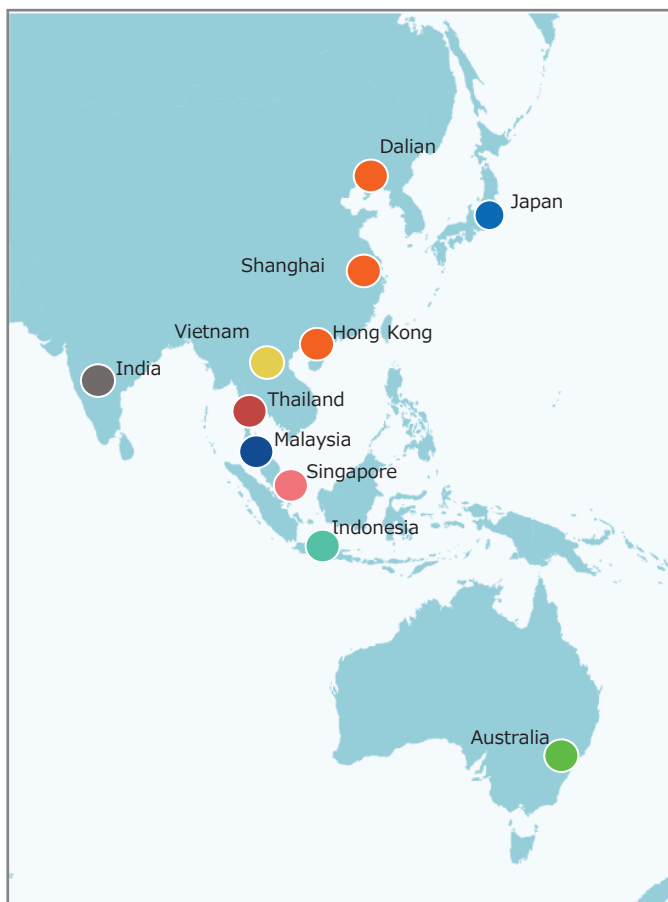 Dalian
Japan
Shanghai
Vietnam
Hong Kong
India
Thailand
Malaysia
Singapore
Indonesia
Australia